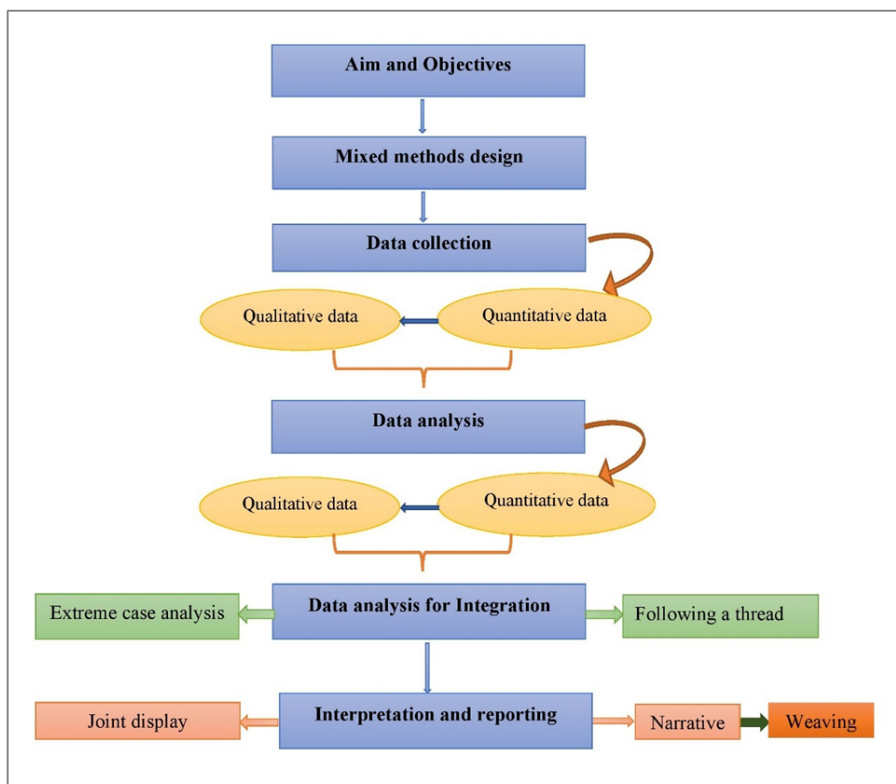 Aim and Objectives
Mixed methods design
Data collection
Qualitative data
Quantitative data
Data analysis
Qualitative data
Quantitative data
Extreme case analysis
Data analysis for Integration
Following a thread
Joint display
Interpretation and reporting
Narrative
Weaving